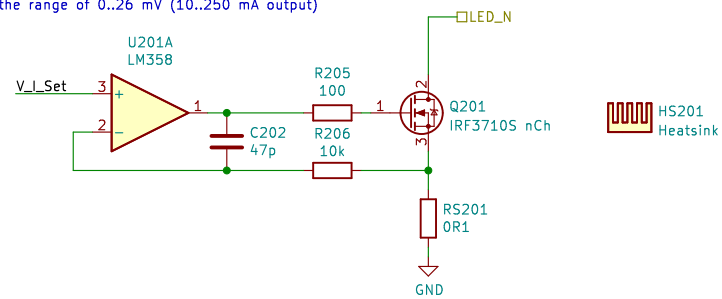 the range of 0..26 mV (10..250 mA output)
LED_N
U201A
LM358
V_I_Set
3
+
2
−
1
R205
100
1
2
3
Q201
IRF3710S nCh
C202
47p
R206
10k
HS201
Heatsink
RS201
0R1
GND